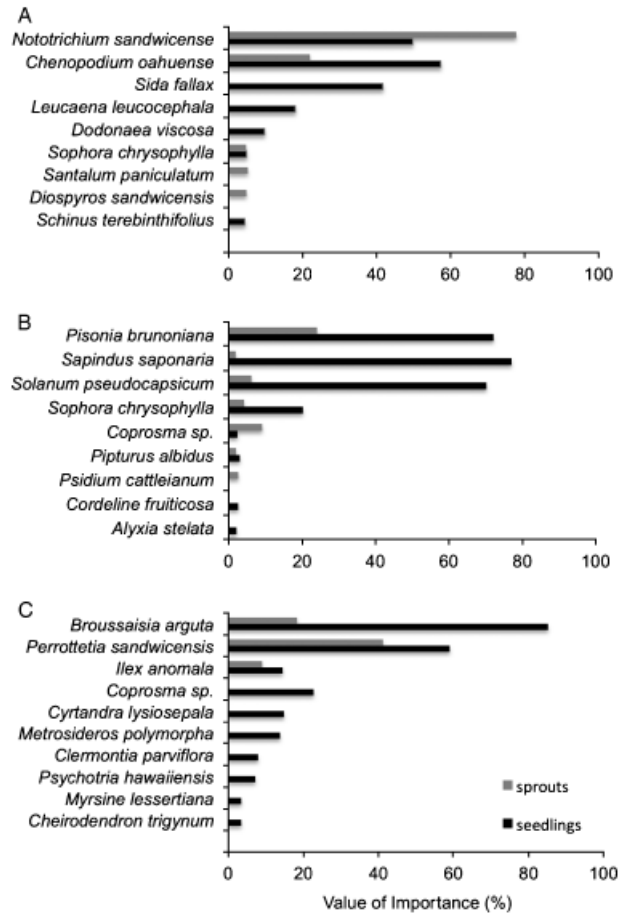 A
Nototrichium sandwicense
Chenopodium oahuense
Sida fallax
Leucaena leucocephala
Dodonaea viscosa
Sophora chrysophylla
Santalum paniculatum
Diospyros sandwicensis
Schinus terebinthifolius
0 20 40 60 80 100
B
Pisonia brunoniana
Sapindus saponaria
Solanum pseudocapsicum
Sophora chrysophylla
Coprosma sp.
Pipturus albidus
Psidium cattleianum
Cordeline fruiticosa
Alyxia stelata
0 20 40 60 80 100
C
Broussaisia arguta
Perrottetia sandwicensis
Ilex anomala
Coprosma sp.
Cyrtandra lysiosepala
Metrosideros polymorpha
Clermontia parviflora
Psychotria hawaiiensis
Myrsine lessertiana
Cheirodendron trigynum
sprouts
seedlings
0 20 40 60 80 100
Value of Importance (%)